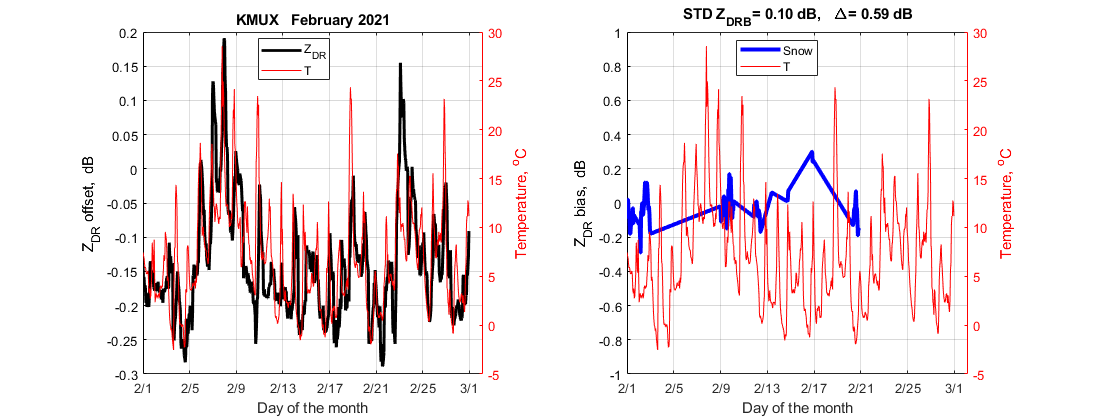 KMUX February 2021
Z_DR
T
0.2
0.15
0.1
0.05
0
-0.05
-0.1
-0.15
-0.2
-0.25
-0.3
Z_DR offset, dB
30
25
20
15
10
5
0
-5
Temperature, °C
2/1 2/5 2/9 2/13 2/17 2/21 2/25 3/1
Day of the month
STD Z_DRB = 0.10 dB, Δ = 0.59 dB
Snow
T
1
0.8
0.6
0.4
0.2
0
-0.2
-0.4
-0.6
-0.8
-1
Z_DR bias, dB
30
25
20
15
10
5
0
-5
Temperature, °C
2/1 2/5 2/9 2/13 2/17 2/21 2/25 3/1
Day of the month